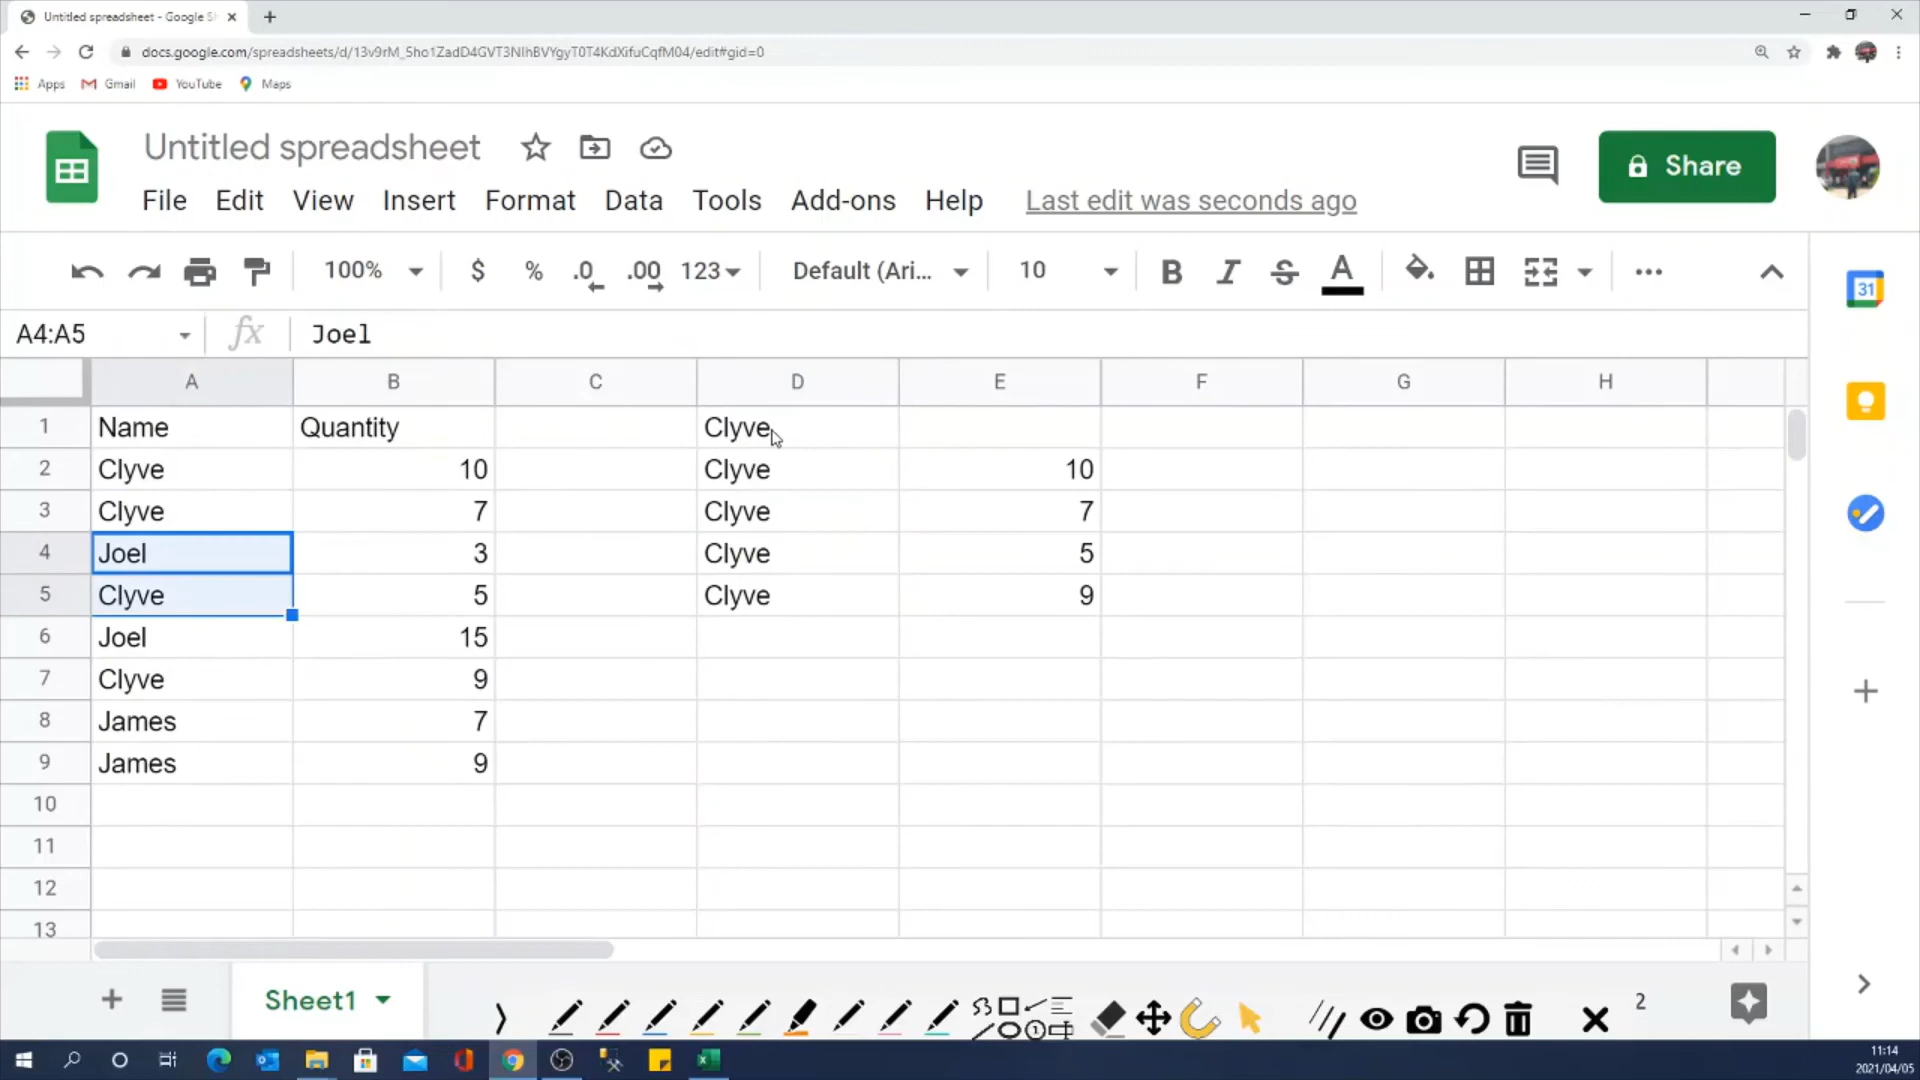 Untitled spreadsheet - Google Sh
docs.google.com/spreadsheets/d/13v9rM_5ho1ZadD4GVT3NIhBVYgyT0T4KdXifuCqfM04/edit#gid=0
Apps Gmail YouTube Maps
Untitled spreadsheet
Share
File Edit View Insert Format Data Tools Add-ons Help Last edit was seconds ago
100% $ % .0 .00 123 Default (Ari... 10 B I S A
31
A4:A5 fx Joel
A B C D E F G H
1 Name Quantity Clyve
2 Clyve 10 Clyve 10
3 Clyve 7 Clyve 7
4 Joel 3 Clyve 5
5 Clyve 5 Clyve 9
6 Joel 15
7 Clyve 9
8 James 7
9 James 9
10
11
12
13
Sheet1
2
11:14
2021/04/05